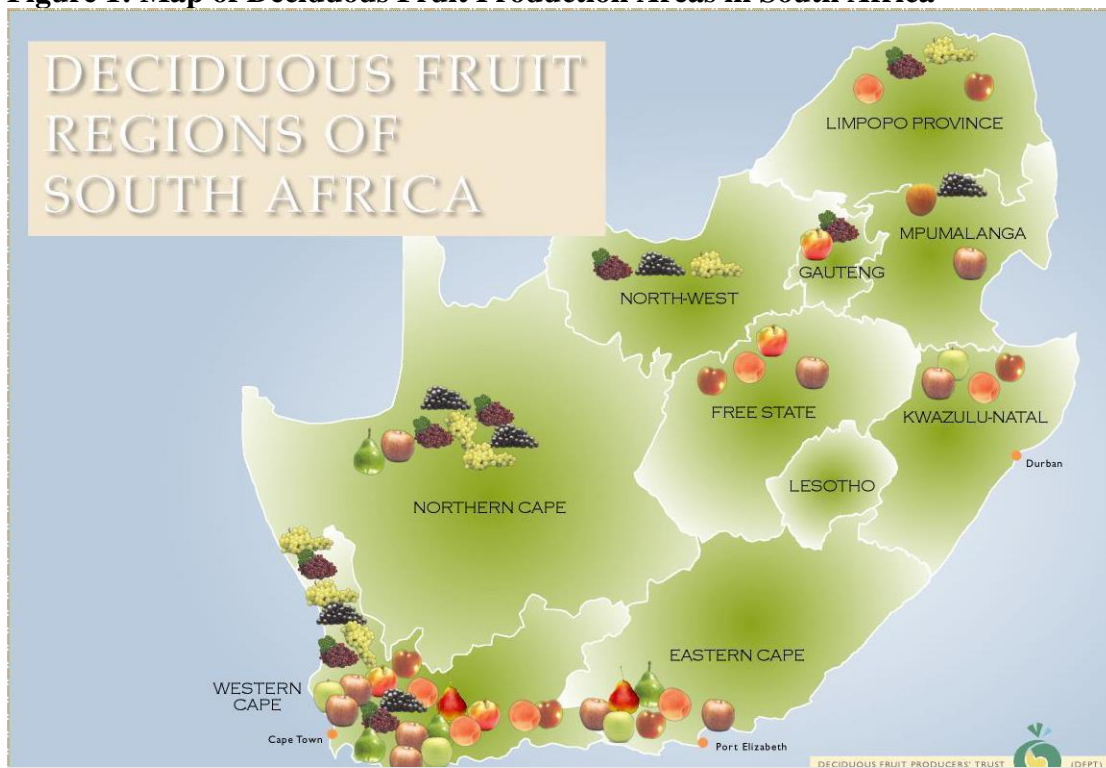 Figure 1: Map of Deciduous Fruit Production Areas in South Africa
DECIDUOUS FRUIT
REGIONS OF
SOUTH AFRICA
LIMPOPO PROVINCE
MPUMALANGA
GAUTENG
NORTH-WEST
FREE STATE
KWAZULU-NATAL
Durban
LESOTHO
NORTHERN CAPE
EASTERN CAPE
WESTERN
CAPE
Cape Town
Port Elizabeth
DECIDUOUS FRUIT PRODUCERS' TRUST (DFPT)